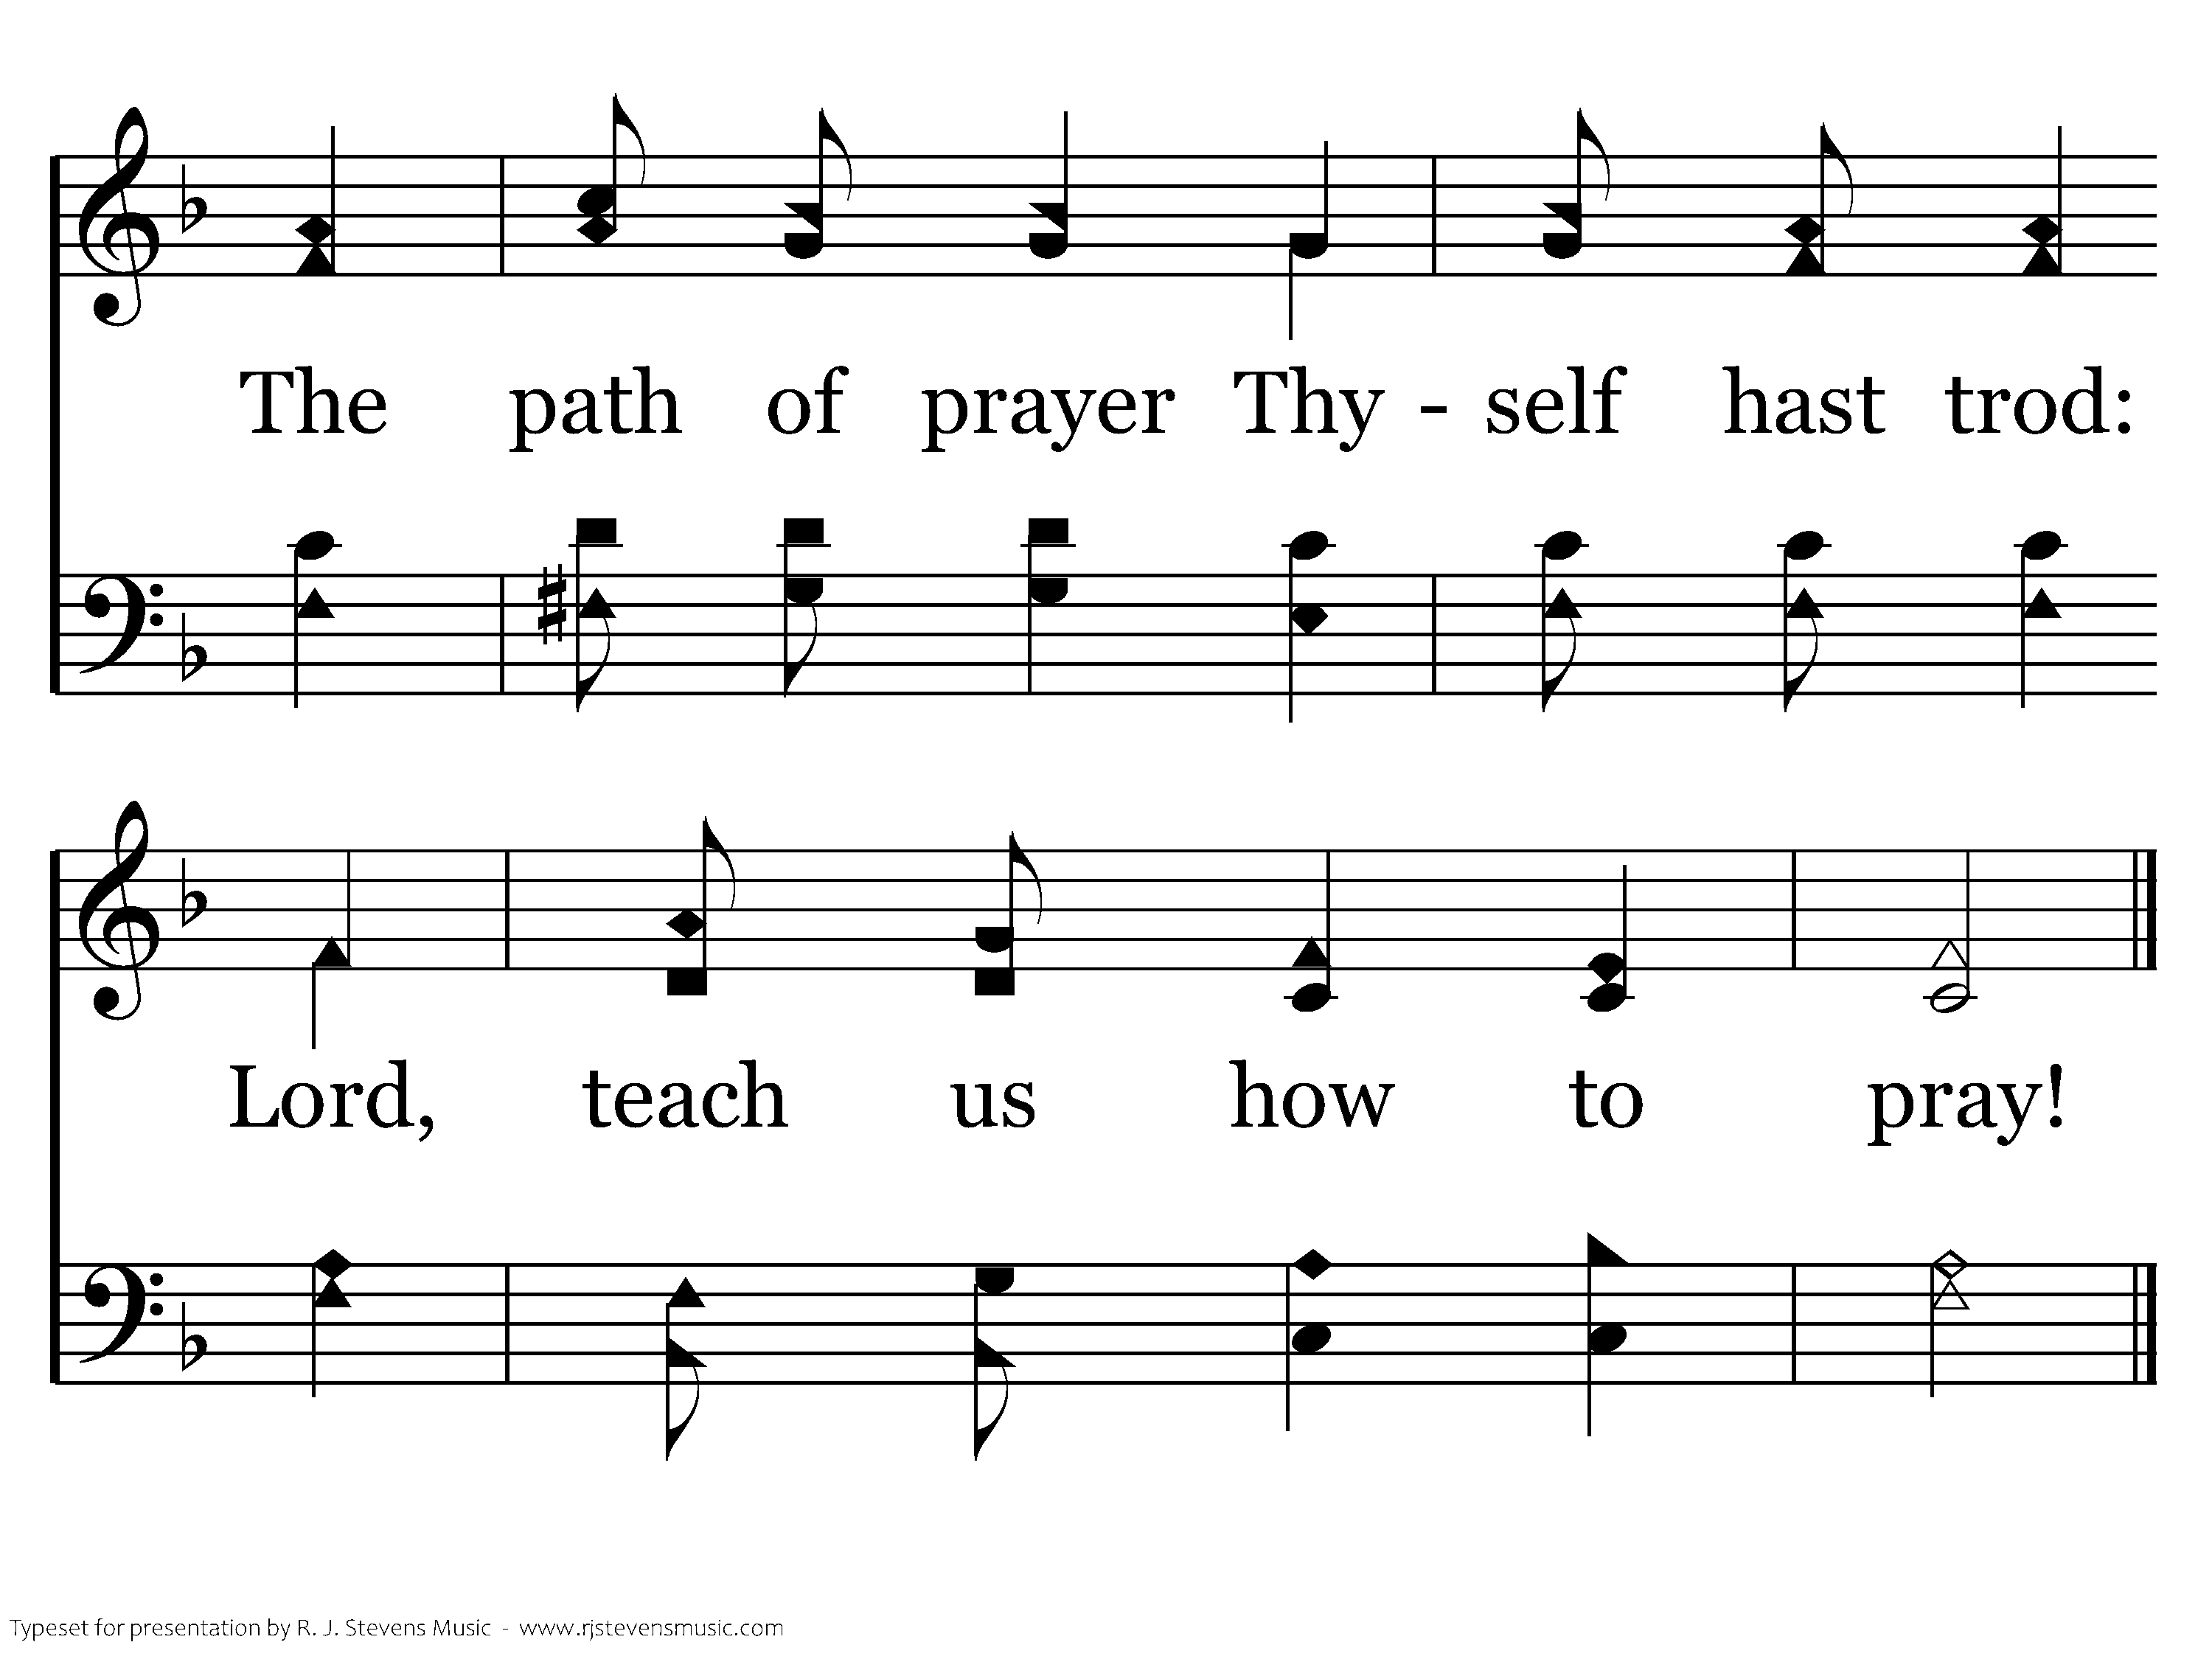 The path of prayer Thy - self hast trod:
Lord, teach us how to pray!
Typeset for presentation by R. J. Stevens Music - www.rjstevensmusic.com